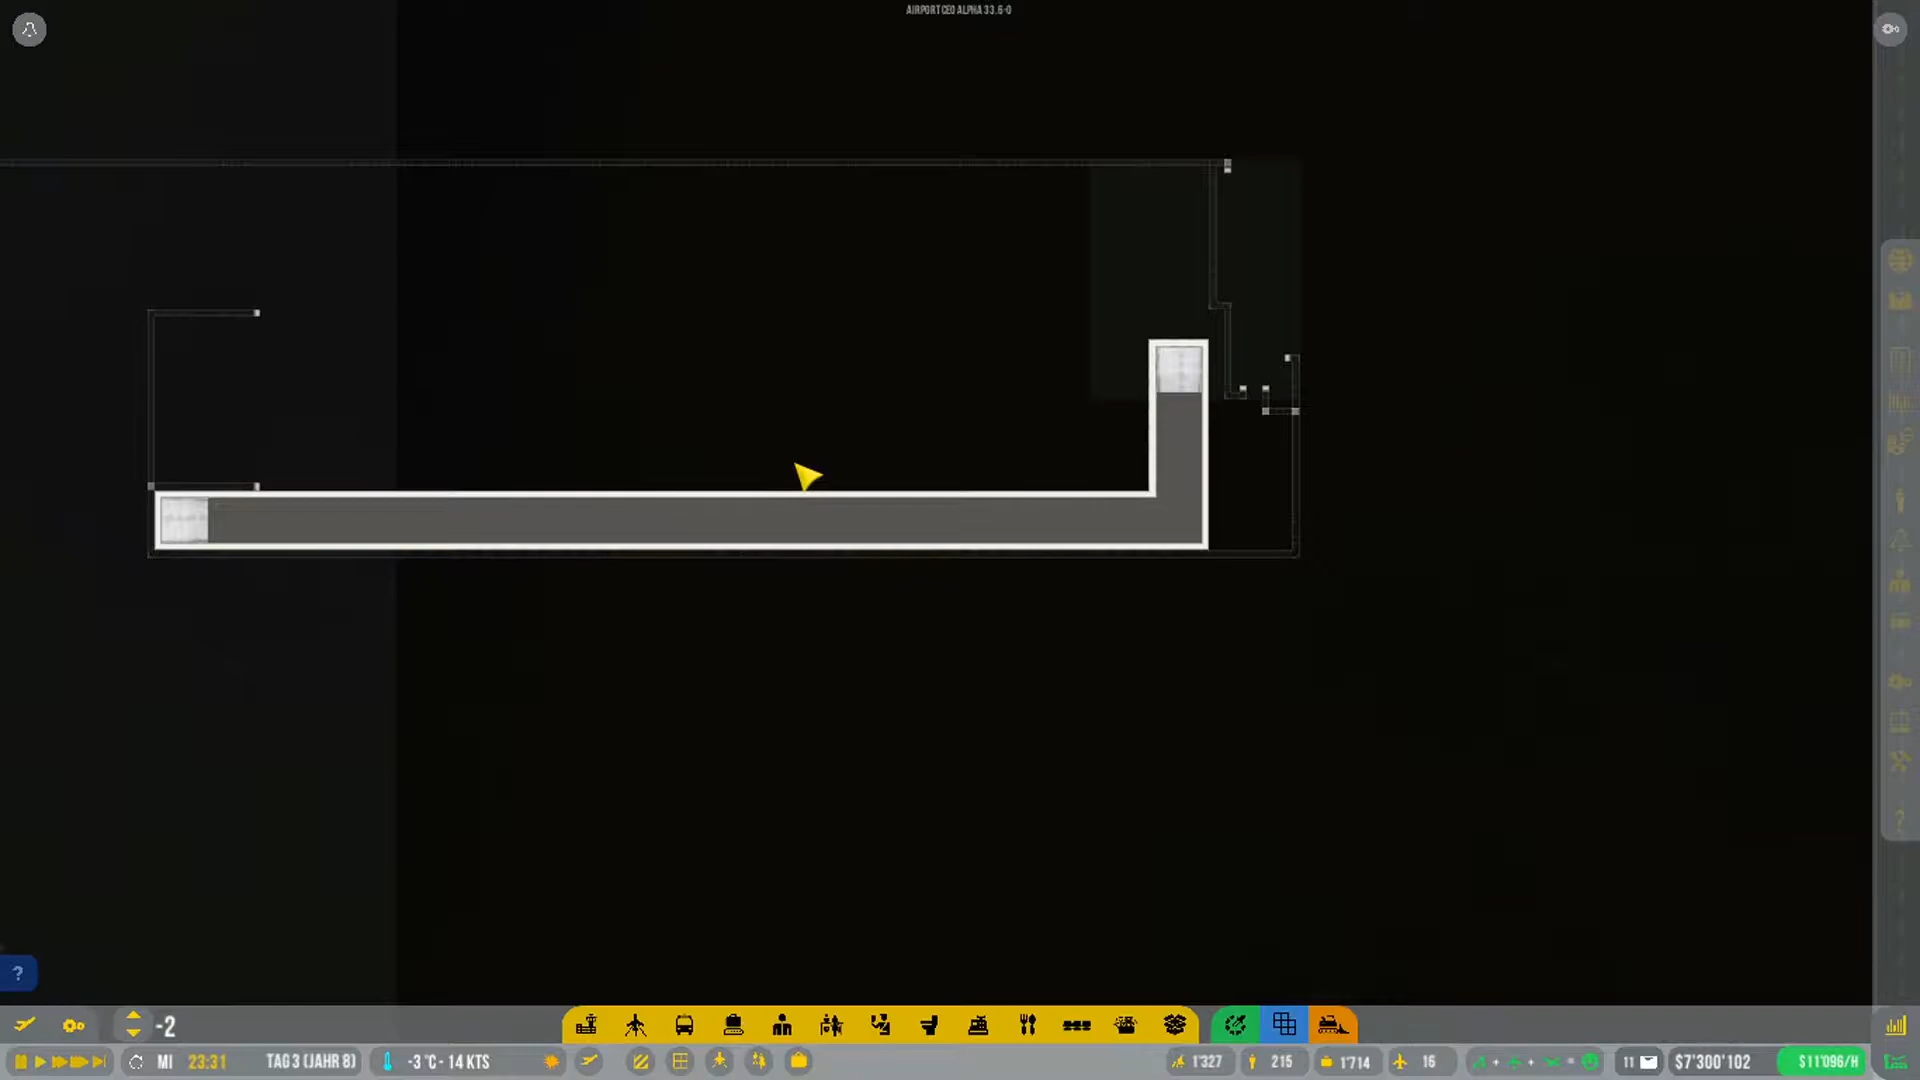 AIRPORTCEO ALPHA 33.6-0
?
?
-2
MI 23:31 TAG 3 (JAHR 8) -3 °C - 14 KTS 1'327 215 1'714 16 + + = 11 $7'300'102 $11'096/H